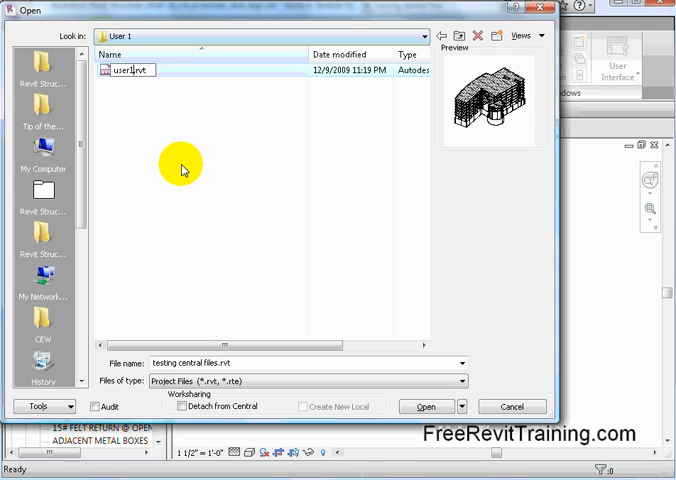 Open
Look in:
User 1
Views
Name
Date modified
Type
user1.rvt
12/9/2009 11:19 PM
Autodes
Preview
Revit Struc...
Tip of the...
My Computer
Revit Struc...
Revit Struc...
My Network...
CEW
History
File name:
testing central files.rvt
Files of type:
Project Files (*.rvt, *.rte)
Worksharing
Tools
Audit
Detach from Central
Create New Local
Open
Cancel
User
Interface
15# FELT RETURN @ OPEN
ADJACENT METAL BOXES
1 1/2" = 1'-0"
FreeRevitTraining.com
Ready
:0